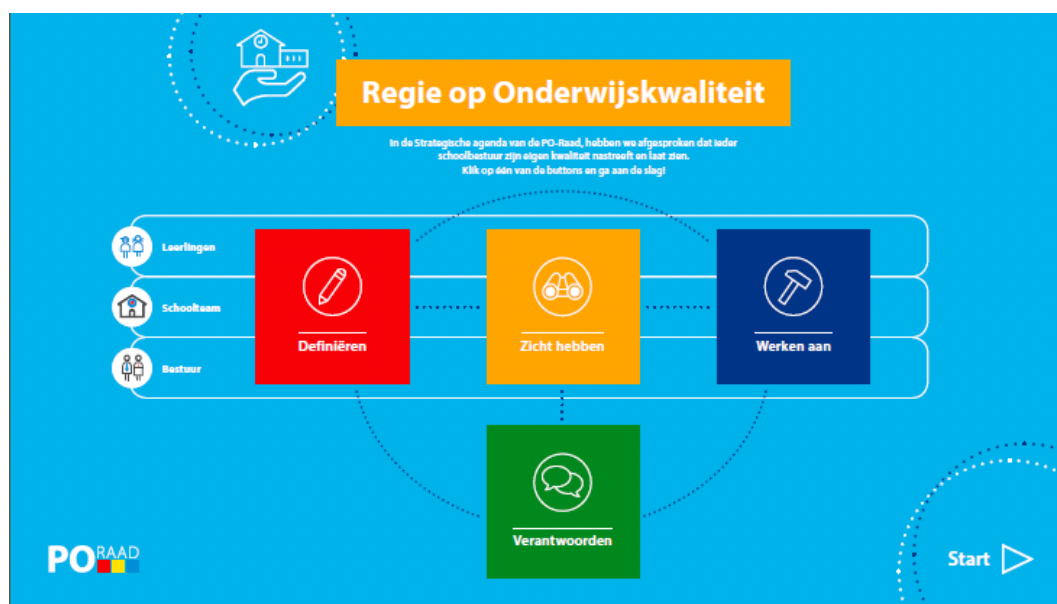 Regie op Onderwijskwaliteit
In de Strategische agenda van de PO-Raad, hebben we afgesproken dat ieder
schoolbestuur zijn eigen kwaliteit nastreeft en laat zien.
Klik op één van de buttons en ga aan de slag!
Leerlingen
Schoolteam
Bestuur
Definiëren
Zicht hebben
Werken aan
Verantwoorden
PO RAAD
Start